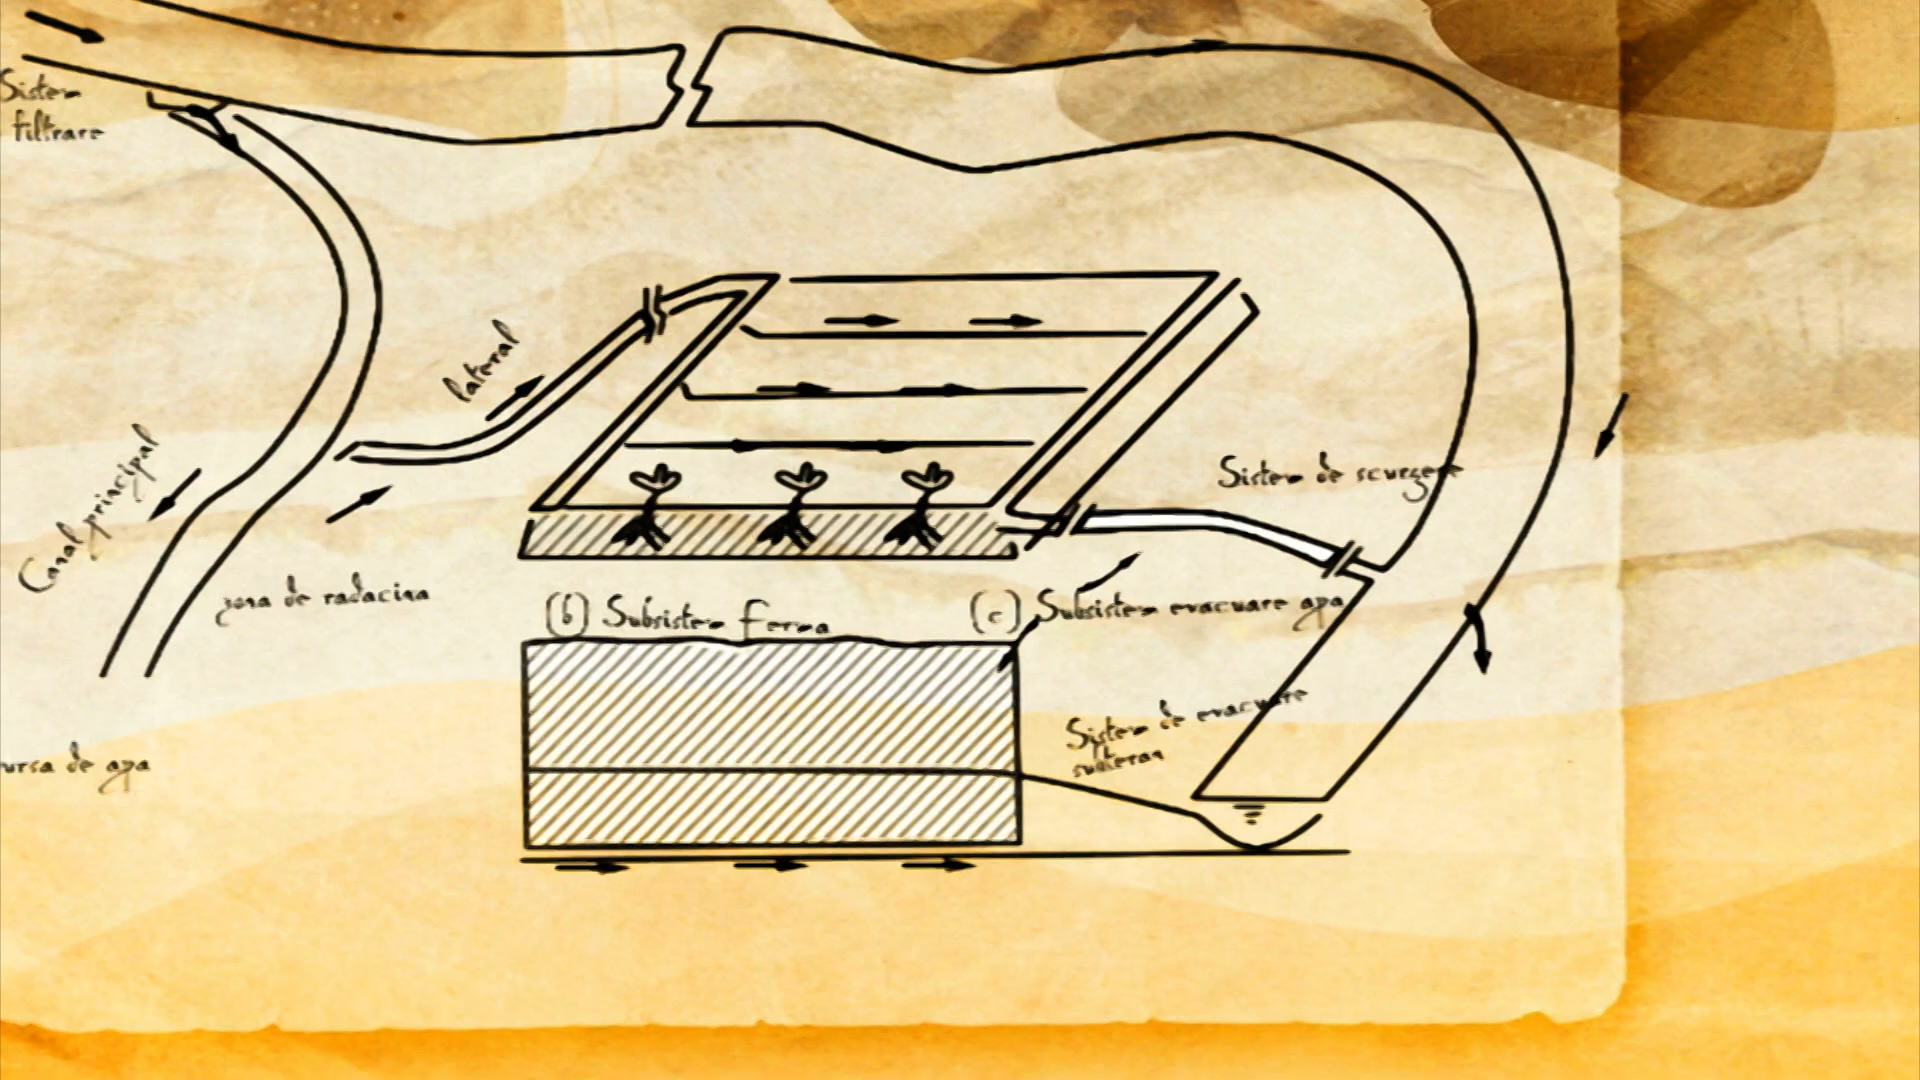 Sistem
filtrare
lateral
Canal principal
Sistem de scurgere
zona de radacina
(b) Subsistem ferma
(c) Subsistem evacuare apa
Sistem de evacuare
subteran
ursa de apa